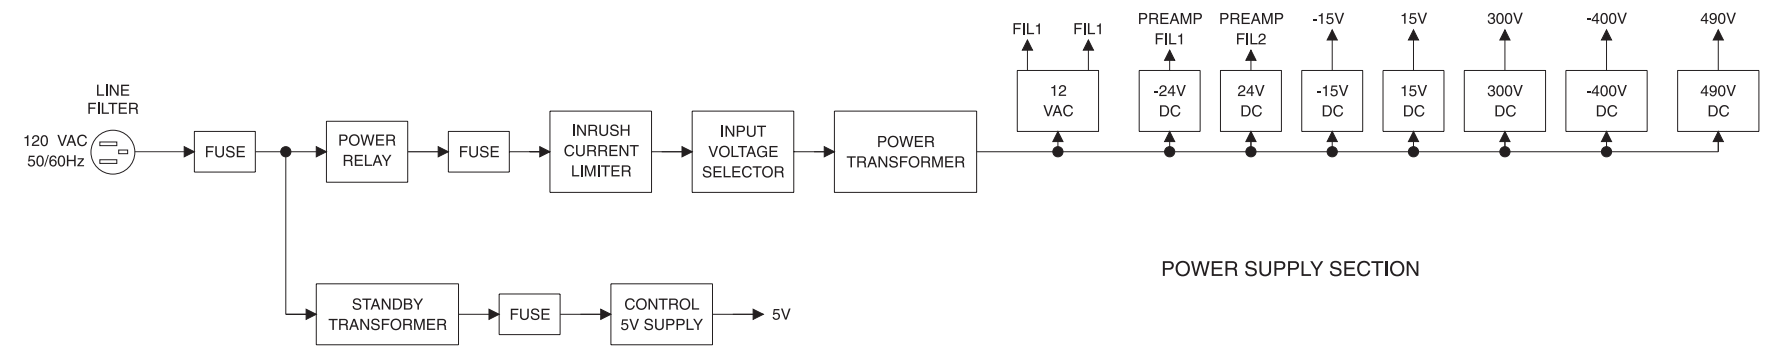 LINE
FILTER
120 VAC
50/60Hz
FUSE
POWER
RELAY
FUSE
INRUSH
CURRENT
LIMITER
INPUT
VOLTAGE
SELECTOR
POWER
TRANSFORMER
FIL1
FIL1
12
VAC
PREAMP
FIL1
-24V
DC
PREAMP
FIL2
24V
DC
-15V
-15V
DC
15V
15V
DC
300V
300V
DC
-400V
-400V
DC
490V
490V
DC
POWER SUPPLY SECTION
STANDBY
TRANSFORMER
FUSE
CONTROL
5V SUPPLY
5V